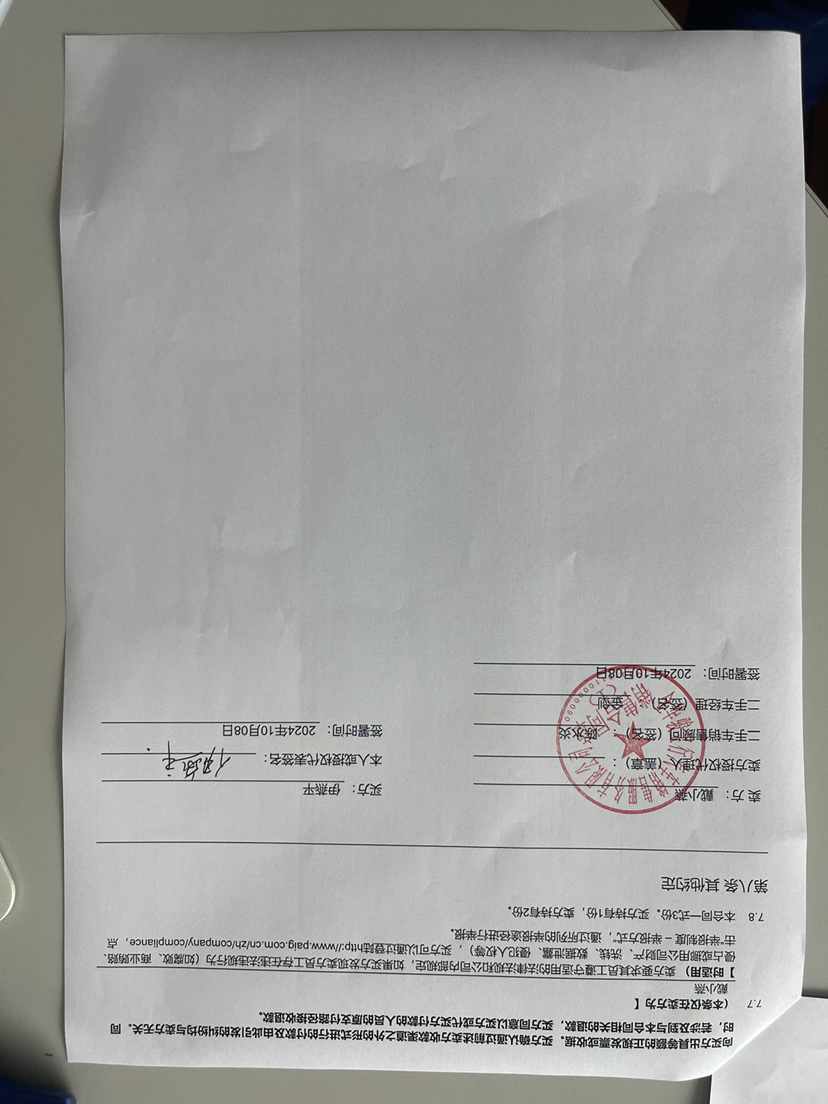 向买方出具等额的正规发票或收据。买方确认通过前述卖方收款渠道之外的形式进行的付款及由此引发的纠纷均与卖方无关。同
时，若涉及到与本合同相关的退款，买方同意以买方或代买方付款的人员的原支付路径接收退款。
7.7 （本条仅在卖方为【
戴小燕
】时适用）卖方要求其员工遵守适用的法律法规和公司内部规定，如果买方发现卖方员工存在违法违规行为（如腐败、商业贿赂、
侵占或频用公司财产、洗钱、数据泄露、侵犯人权等），买方可以通过登陆http://www.paig.com.cn/zh/company/compliance，点
击“举报制度 – 举报方式”，通过所列的举报途径进行举报。
7.8 本合同一式3份。买方持有1份，卖方持有2份。
第八条 其他约定
卖 方：戴小燕
买方：伊燕平
卖方授权代理人（盖章）：
本人或授权代表签名：
二手车销售顾问（签名）：陈水炎
签署时间：2024年10月08日
二手车经理（签名）：金剑
签署时间：2024年10月08日